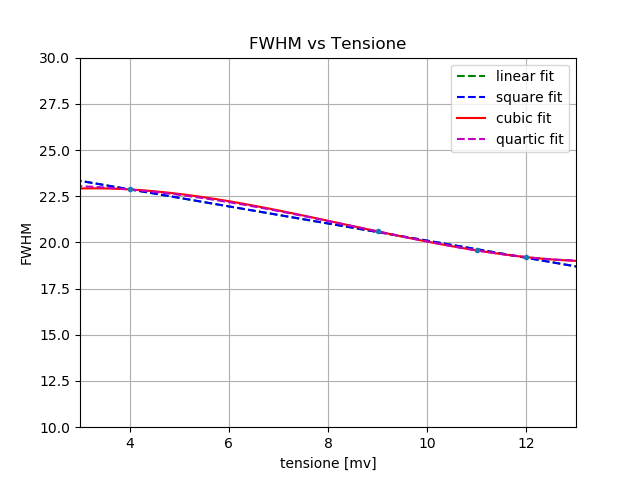 FWHM vs Tensione
30.0
27.5
25.0
22.5
20.0
17.5
15.0
12.5
10.0
FWHM
4
6
8
10
12
tensione [mv]
linear fit
square fit
cubic fit
quartic fit